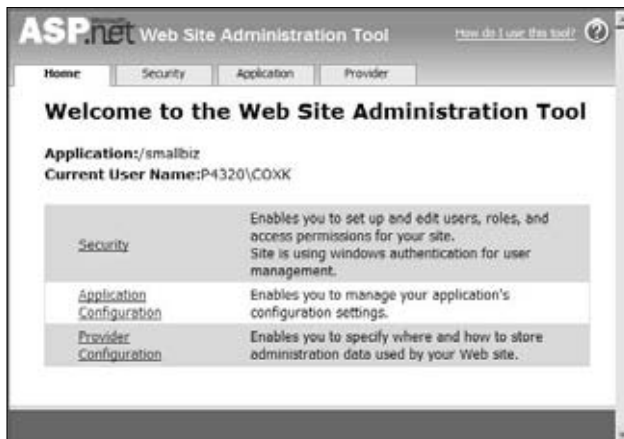 ASP.net Web Site Administration Tool
How do I use this tool? ?
Home Security Application Provider
Welcome to the Web Site Administration Tool
Application:/smallbiz
Current User Name:P4320\COXK
Security
Enables you to set up and edit users, roles, and
access permissions for your site.
Site is using windows authentication for user
management.
Application
Configuration
Enables you to manage your application's
configuration settings.
Provider
Configuration
Enables you to specify where and how to store
administration data used by your Web site.